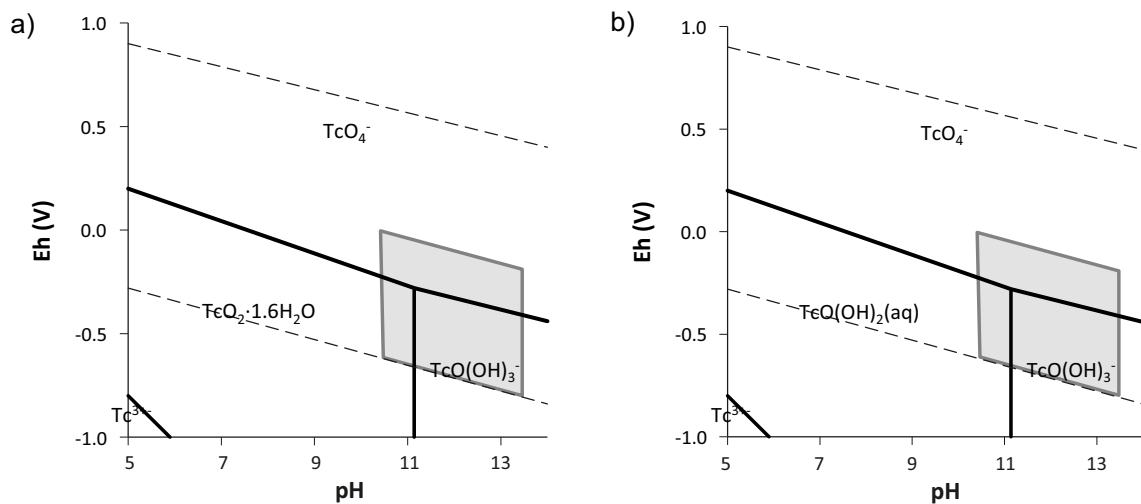 a)
1.0
0.5
0.0
-0.5
-1.0
Eh (V)
TcO₄⁻
TcO₂·1.6H₂O
TcO(OH)₃⁻
Tc³⁺
5 7 9 11 13
pH
b)
1.0
0.5
0.0
-0.5
-1.0
Eh (V)
TcO₄⁻
TcO(OH)₂(aq)
TcO(OH)₃⁻
Tc³⁺
5 7 9 11 13
pH